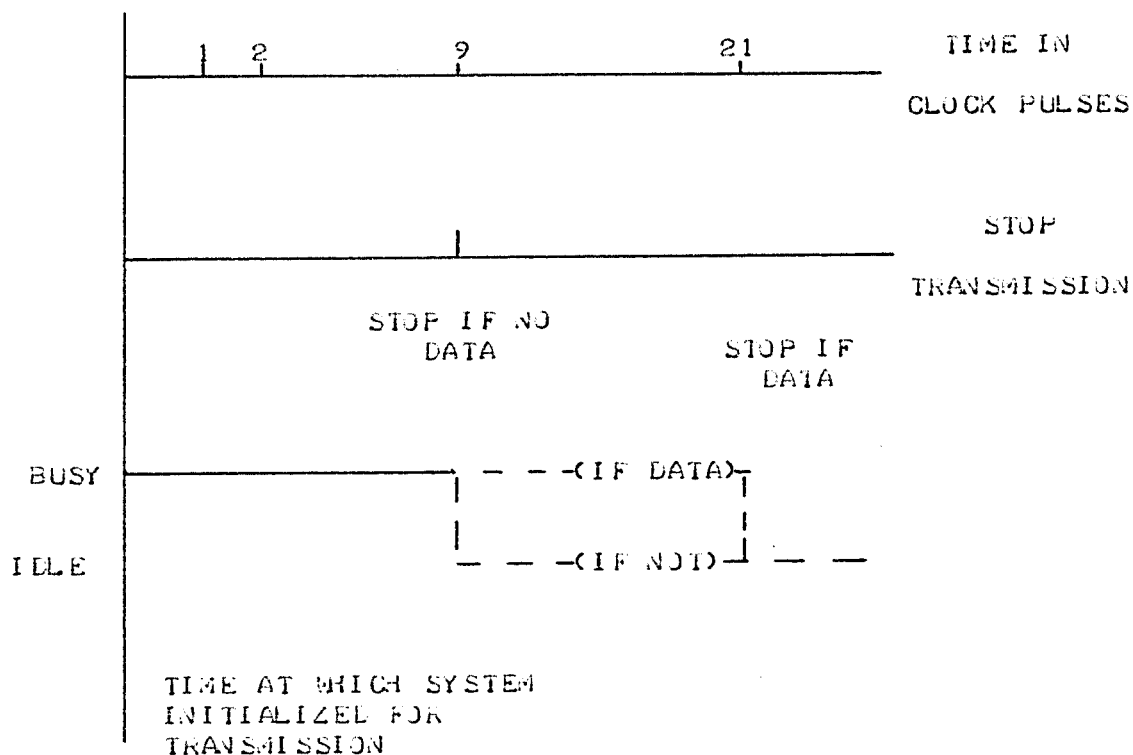 1 2 9 21 TIME IN
CLOCK PULSES
STOP
TRANSMISSION
STOP IF NO
DATA
STOP IF
DATA
BUSY (IF DATA)
IDLE (IF NOT)
TIME AT WHICH SYSTEM
INITIALIZED FOR
TRANSMISSION